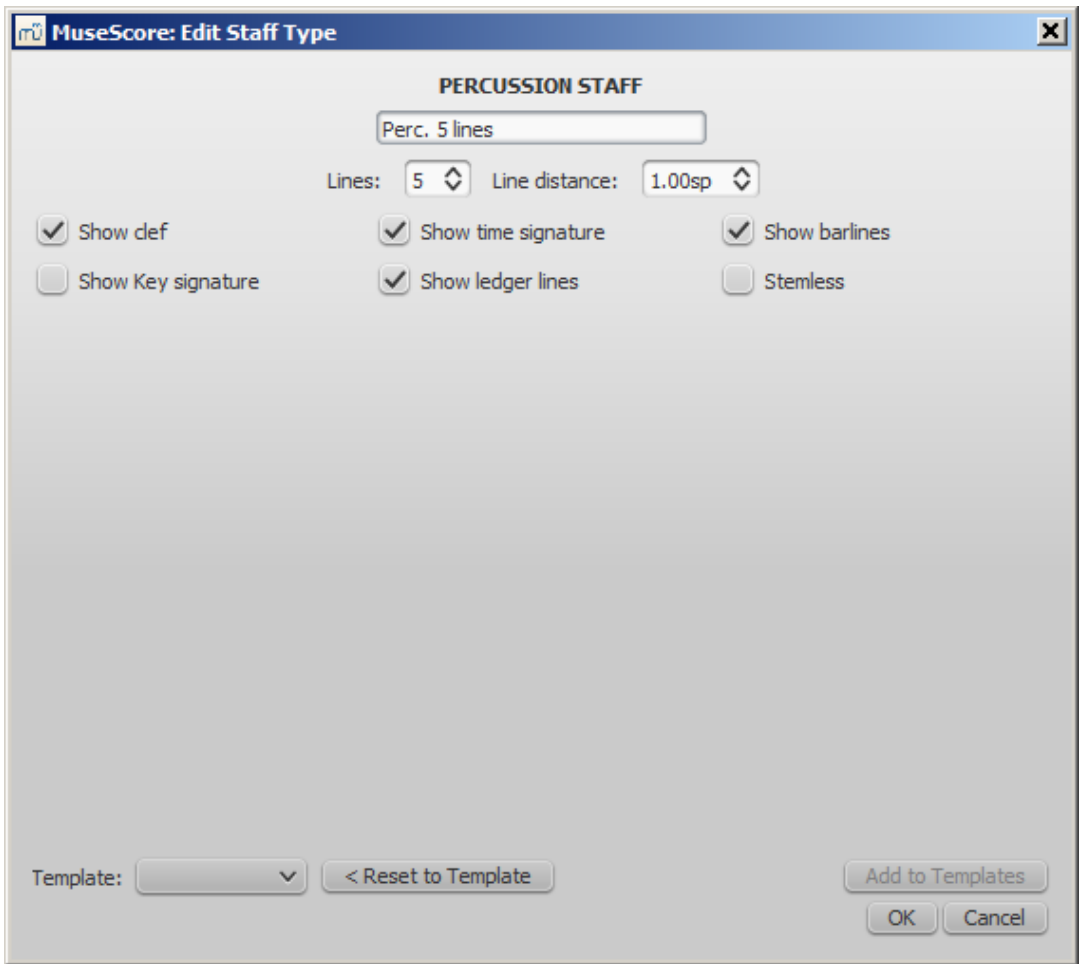 mü MuseScore: Edit Staff Type
PERCUSSION STAFF
Perc. 5 lines
Lines: 5 Line distance: 1.00sp
Show clef Show time signature Show barlines
Show Key signature Show ledger lines Stemless
Template: < Reset to Template Add to Templates
OK Cancel